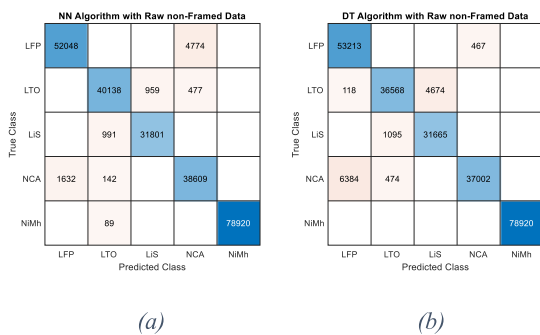 NN Algorithm with Raw non-Framed Data
LFP 52048 4774
LTO 40138 959 477
LiS 991 31801
NCA 1632 142 38609
NiMh 89 78920
LFP LTO LiS NCA NiMh
Predicted Class
True Class
(a)
DT Algorithm with Raw non-Framed Data
LFP 53213 467
LTO 118 36568 4674
LiS 1095 31665
NCA 6384 474 37002
NiMh 78920
LFP LTO LiS NCA NiMh
Predicted Class
True Class
(b)